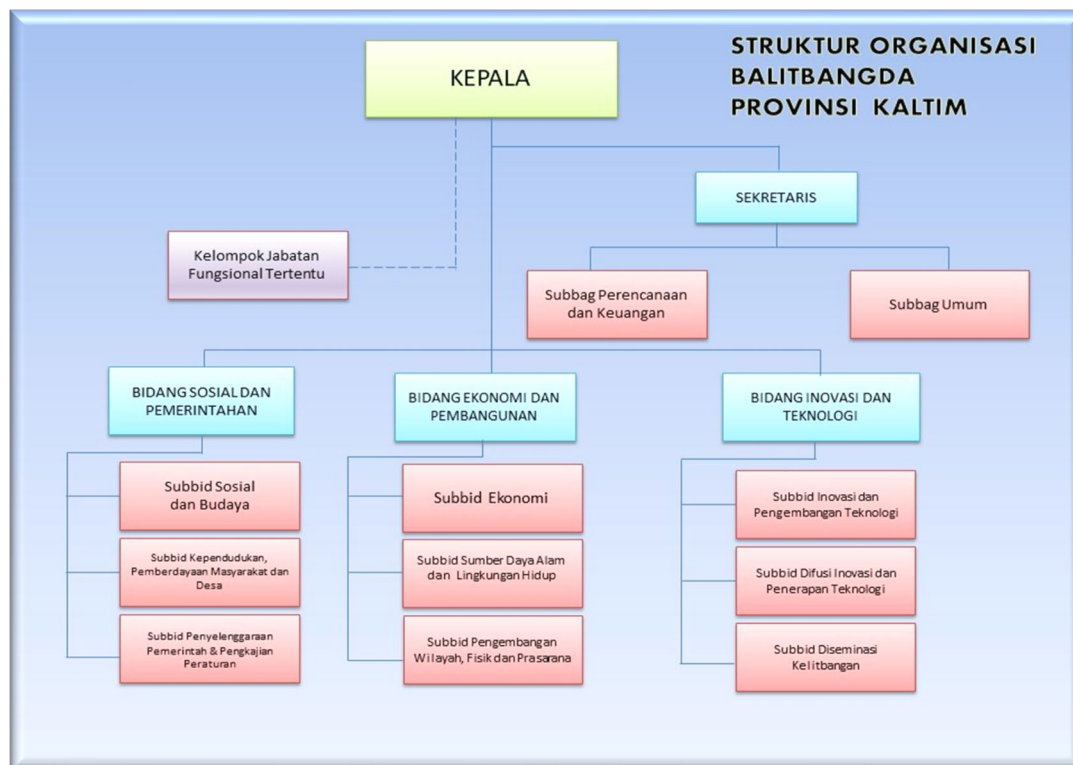 STRUKTUR ORGANISASI
BALITBANGDA
PROVINSI KALTIM
KEPALA
SEKRETARIS
Kelompok Jabatan
Fungsional Tertentu
Subbag Perencanaan
dan Keuangan
Subbag Umum
BIDANG SOSIAL DAN
PEMERINTAHAN
Subbid Sosial
dan Budaya
Subbid Kependudukan,
Pemberdayaan Masyarakat dan
Desa
Subbid Penyelenggaraan
Pemerintah & Pengkajian
Peraturan
BIDANG EKONOMI DAN
PEMBANGUNAN
Subbid Ekonomi
Subbid Sumber Daya Alam
dan Lingkungan Hidup
Subbid Pengembangan
Wilayah, Fisik dan Prasarana
BIDANG INOVASI DAN
TEKNOLOGI
Subbid Inovasi dan
Pengembangan Teknologi
Subbid Difusi Inovasi dan
Penerapan Teknologi
Subbid Diseminasi
Kelitbangan